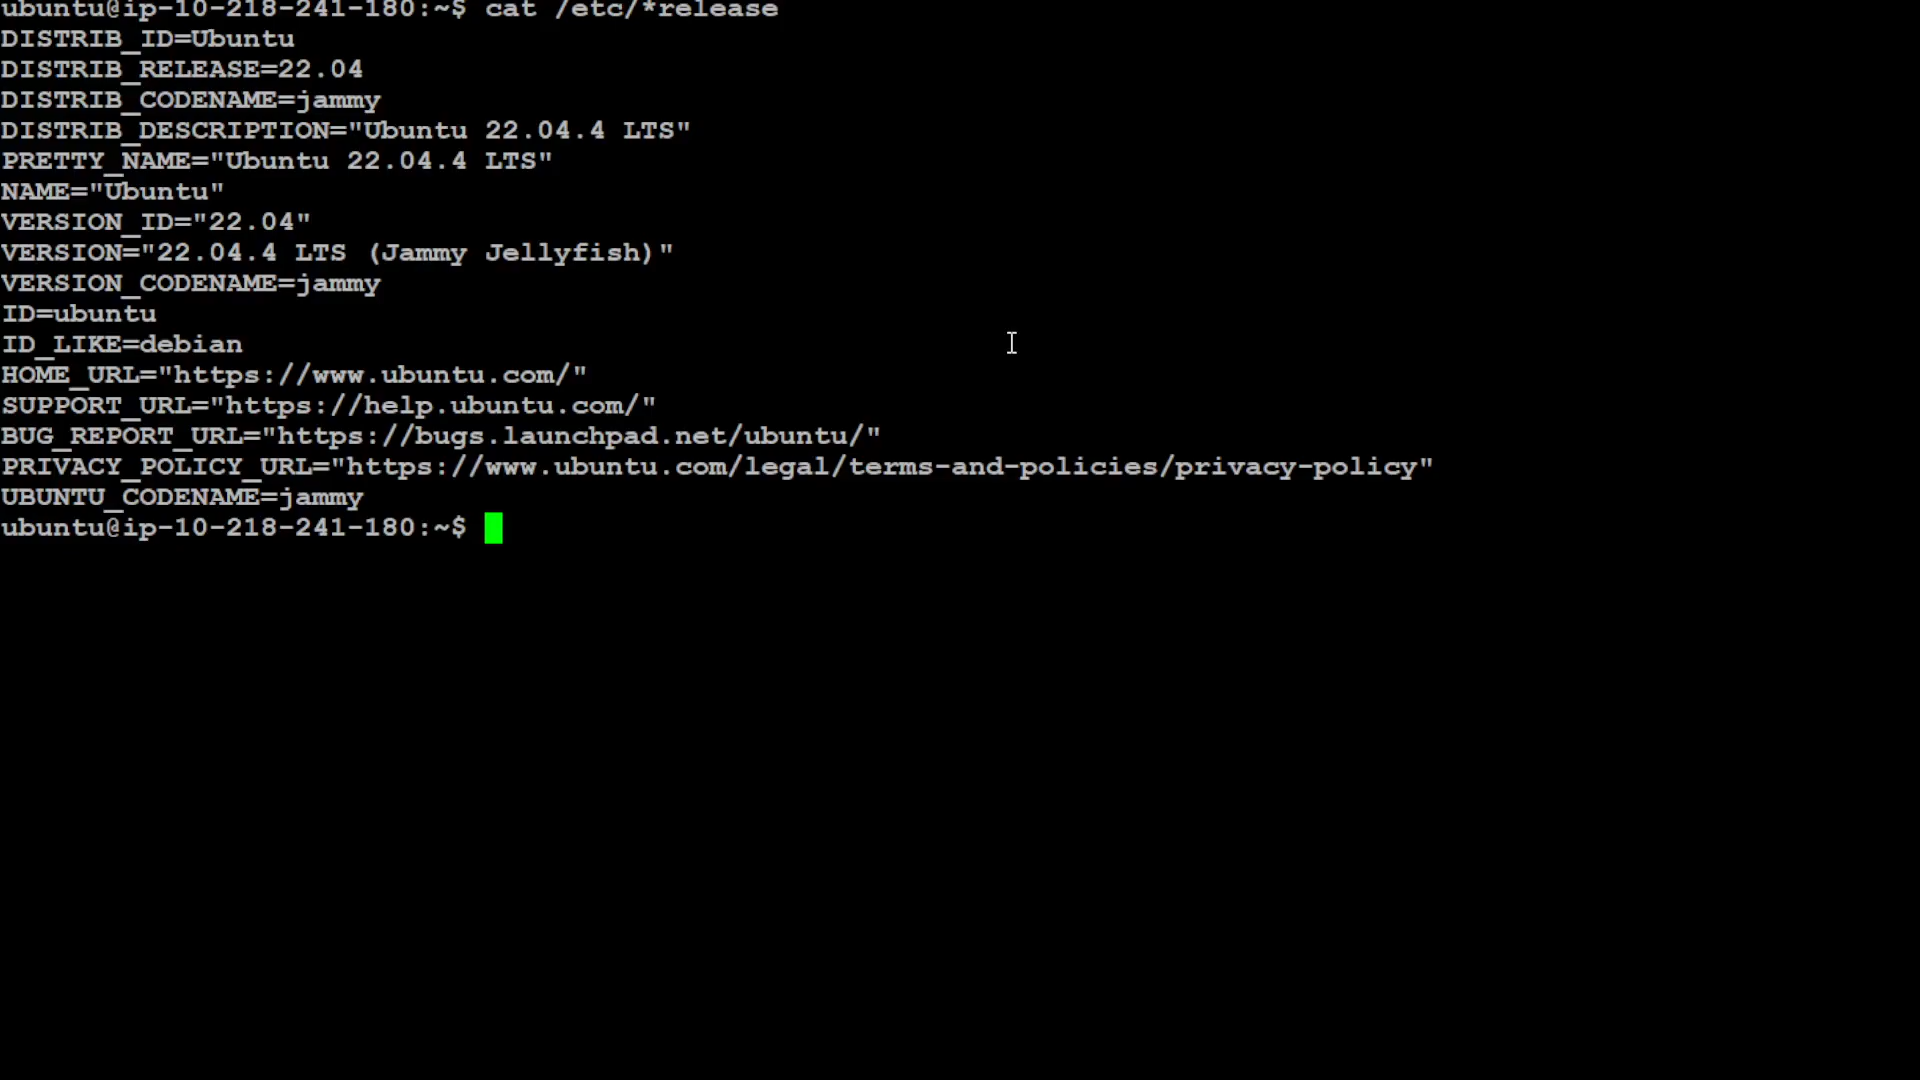 ubuntu@ip-10-218-241-180:~$ cat /etc/*release
DISTRIB_ID=Ubuntu
DISTRIB_RELEASE=22.04
DISTRIB_CODENAME=jammy
DISTRIB_DESCRIPTION="Ubuntu 22.04.4 LTS"
PRETTY_NAME="Ubuntu 22.04.4 LTS"
NAME="Ubuntu"
VERSION_ID="22.04"
VERSION="22.04.4 LTS (Jammy Jellyfish)"
VERSION_CODENAME=jammy
ID=ubuntu
ID_LIKE=debian
HOME_URL="https://www.ubuntu.com/"
SUPPORT_URL="https://help.ubuntu.com/"
BUG_REPORT_URL="https://bugs.launchpad.net/ubuntu/"
PRIVACY_POLICY_URL="https://www.ubuntu.com/legal/terms-and-policies/privacy-policy"
UBUNTU_CODENAME=jammy
ubuntu@ip-10-218-241-180:~$